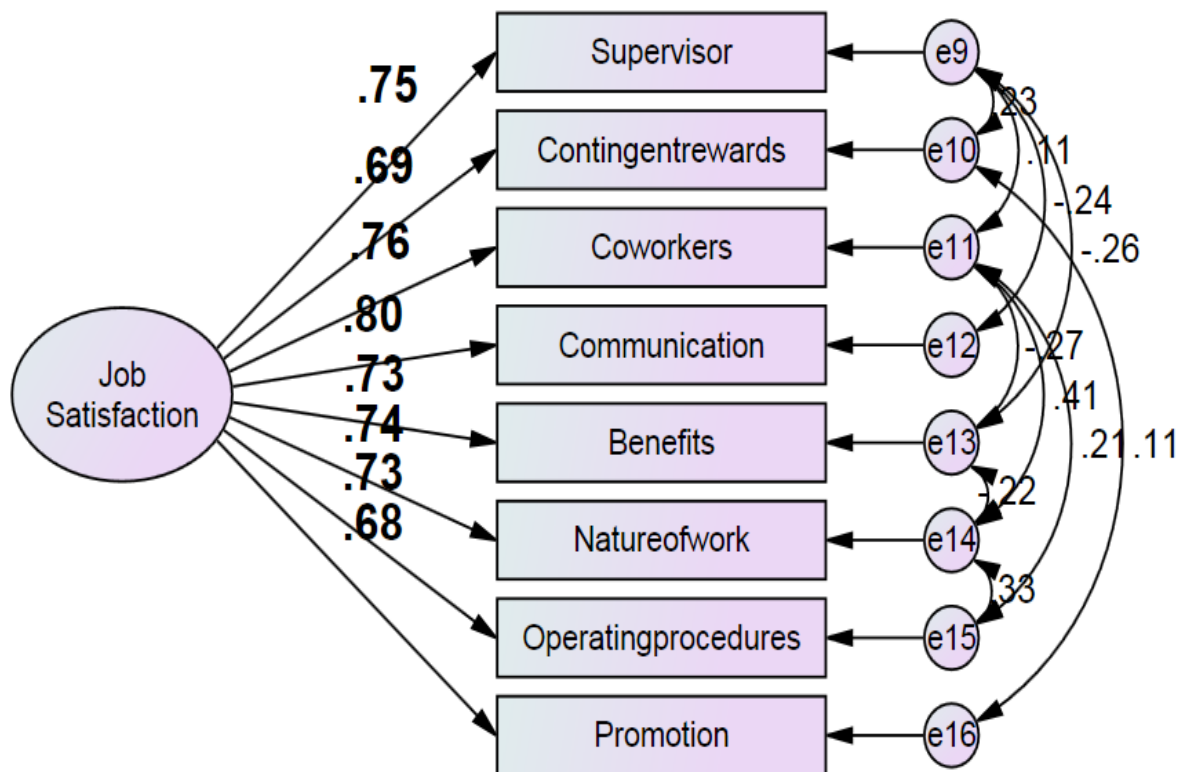 Supervisor
e9
.75
.23
Contingentrewards
e10
.11
.69
-.24
Coworkers
e11
-.26
.76
.80
Communication
e12
-.27
Job
Satisfaction
.73
.41
.74
Benefits
e13
.21
.11
.73
-.22
.68
Natureofwork
e14
.33
Operatingprocedures
e15
Promotion
e16